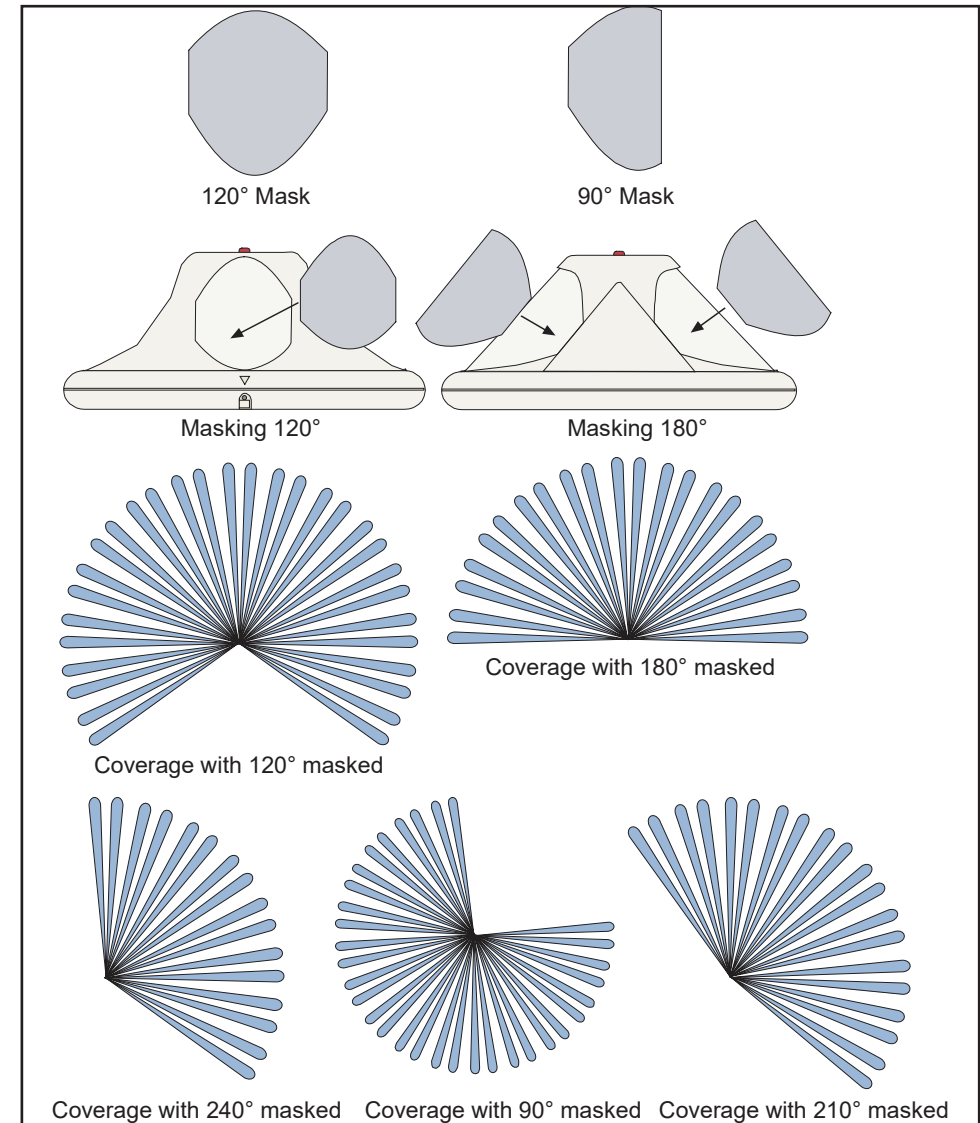 120° Mask
90° Mask
Masking 120°
Masking 180°
Coverage with 180° masked
Coverage with 120° masked
Coverage with 240° masked
Coverage with 90° masked
Coverage with 210° masked